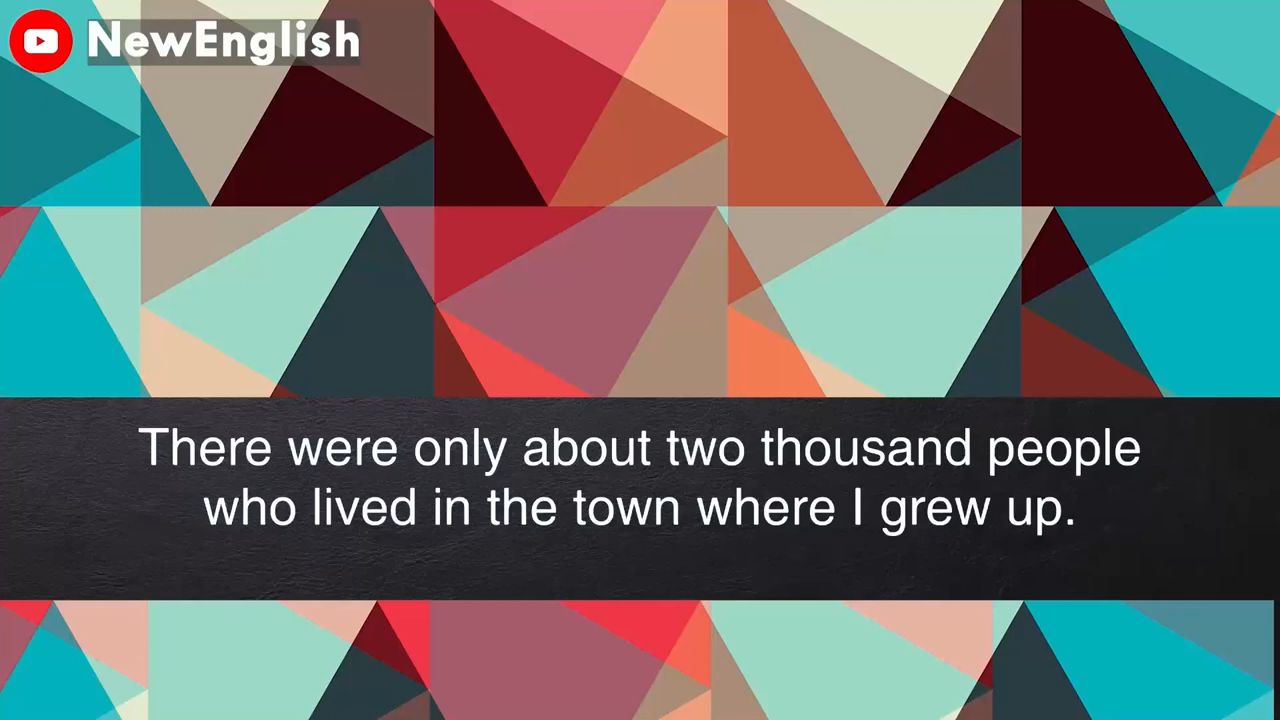 NewEnglish
There were only about two thousand people
who lived in the town where I grew up.